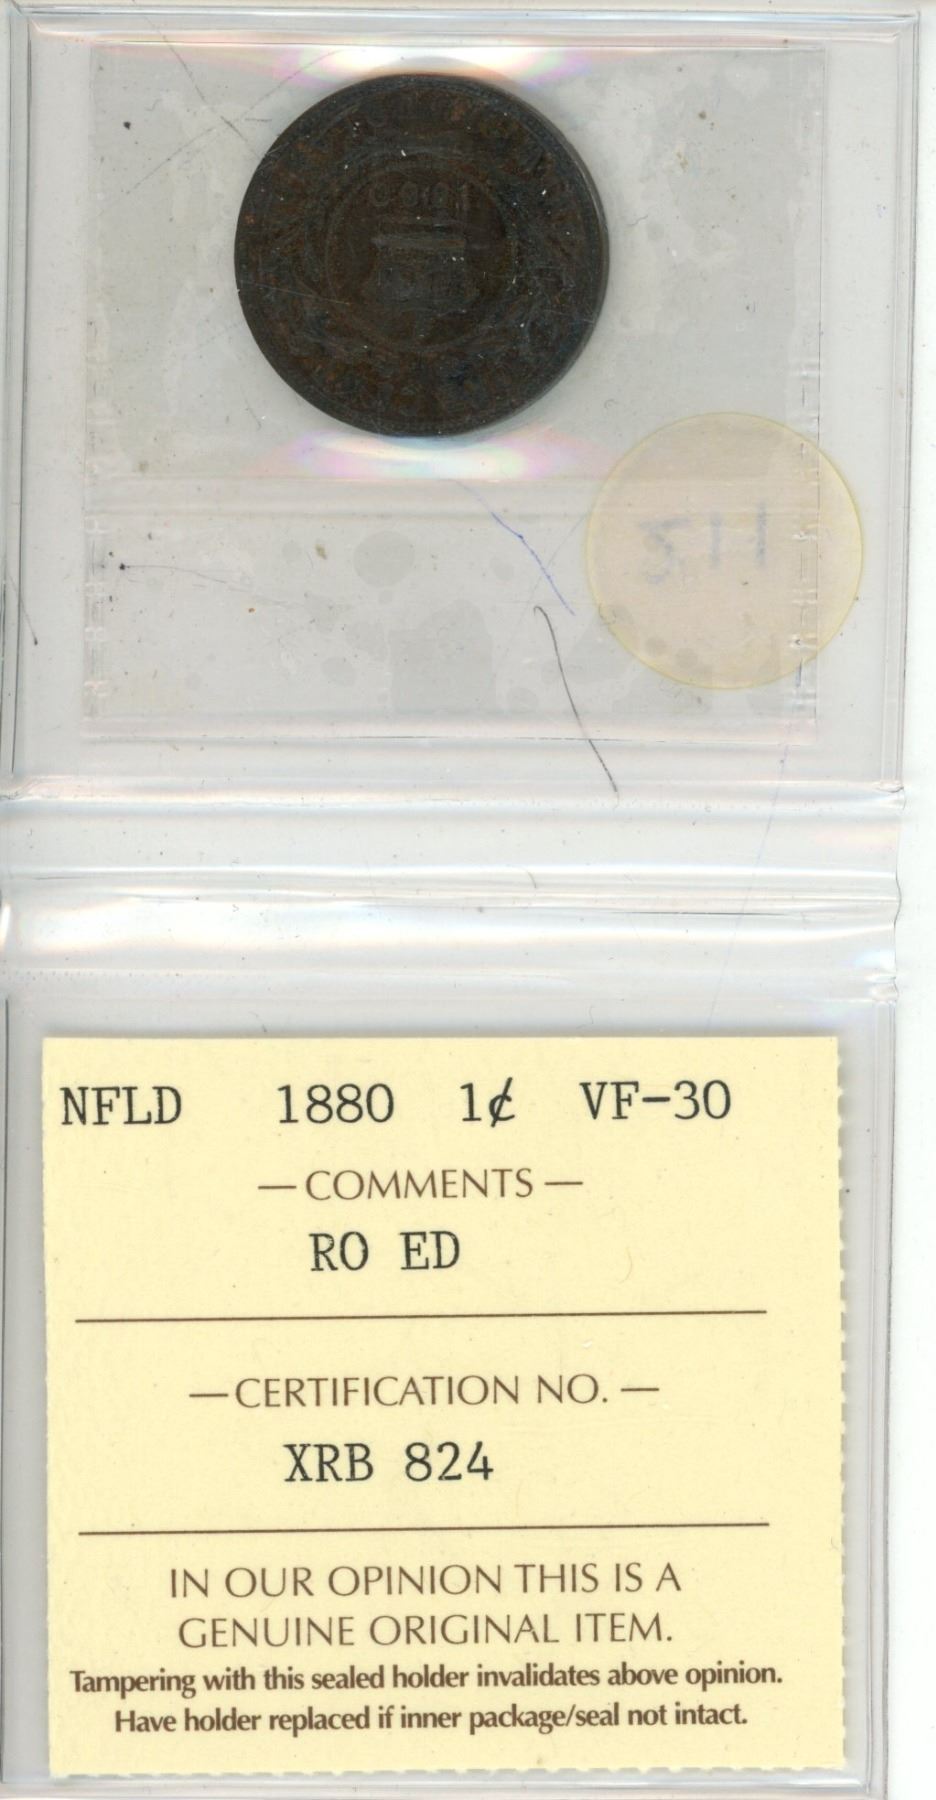 NFLD 1880 1¢ VF-30
— COMMENTS —
RO ED
— CERTIFICATION NO. —
XRB 824
IN OUR OPINION THIS IS A
GENUINE ORIGINAL ITEM.
Tampering with this sealed holder invalidates above opinion.
Have holder replaced if inner package/seal not intact.